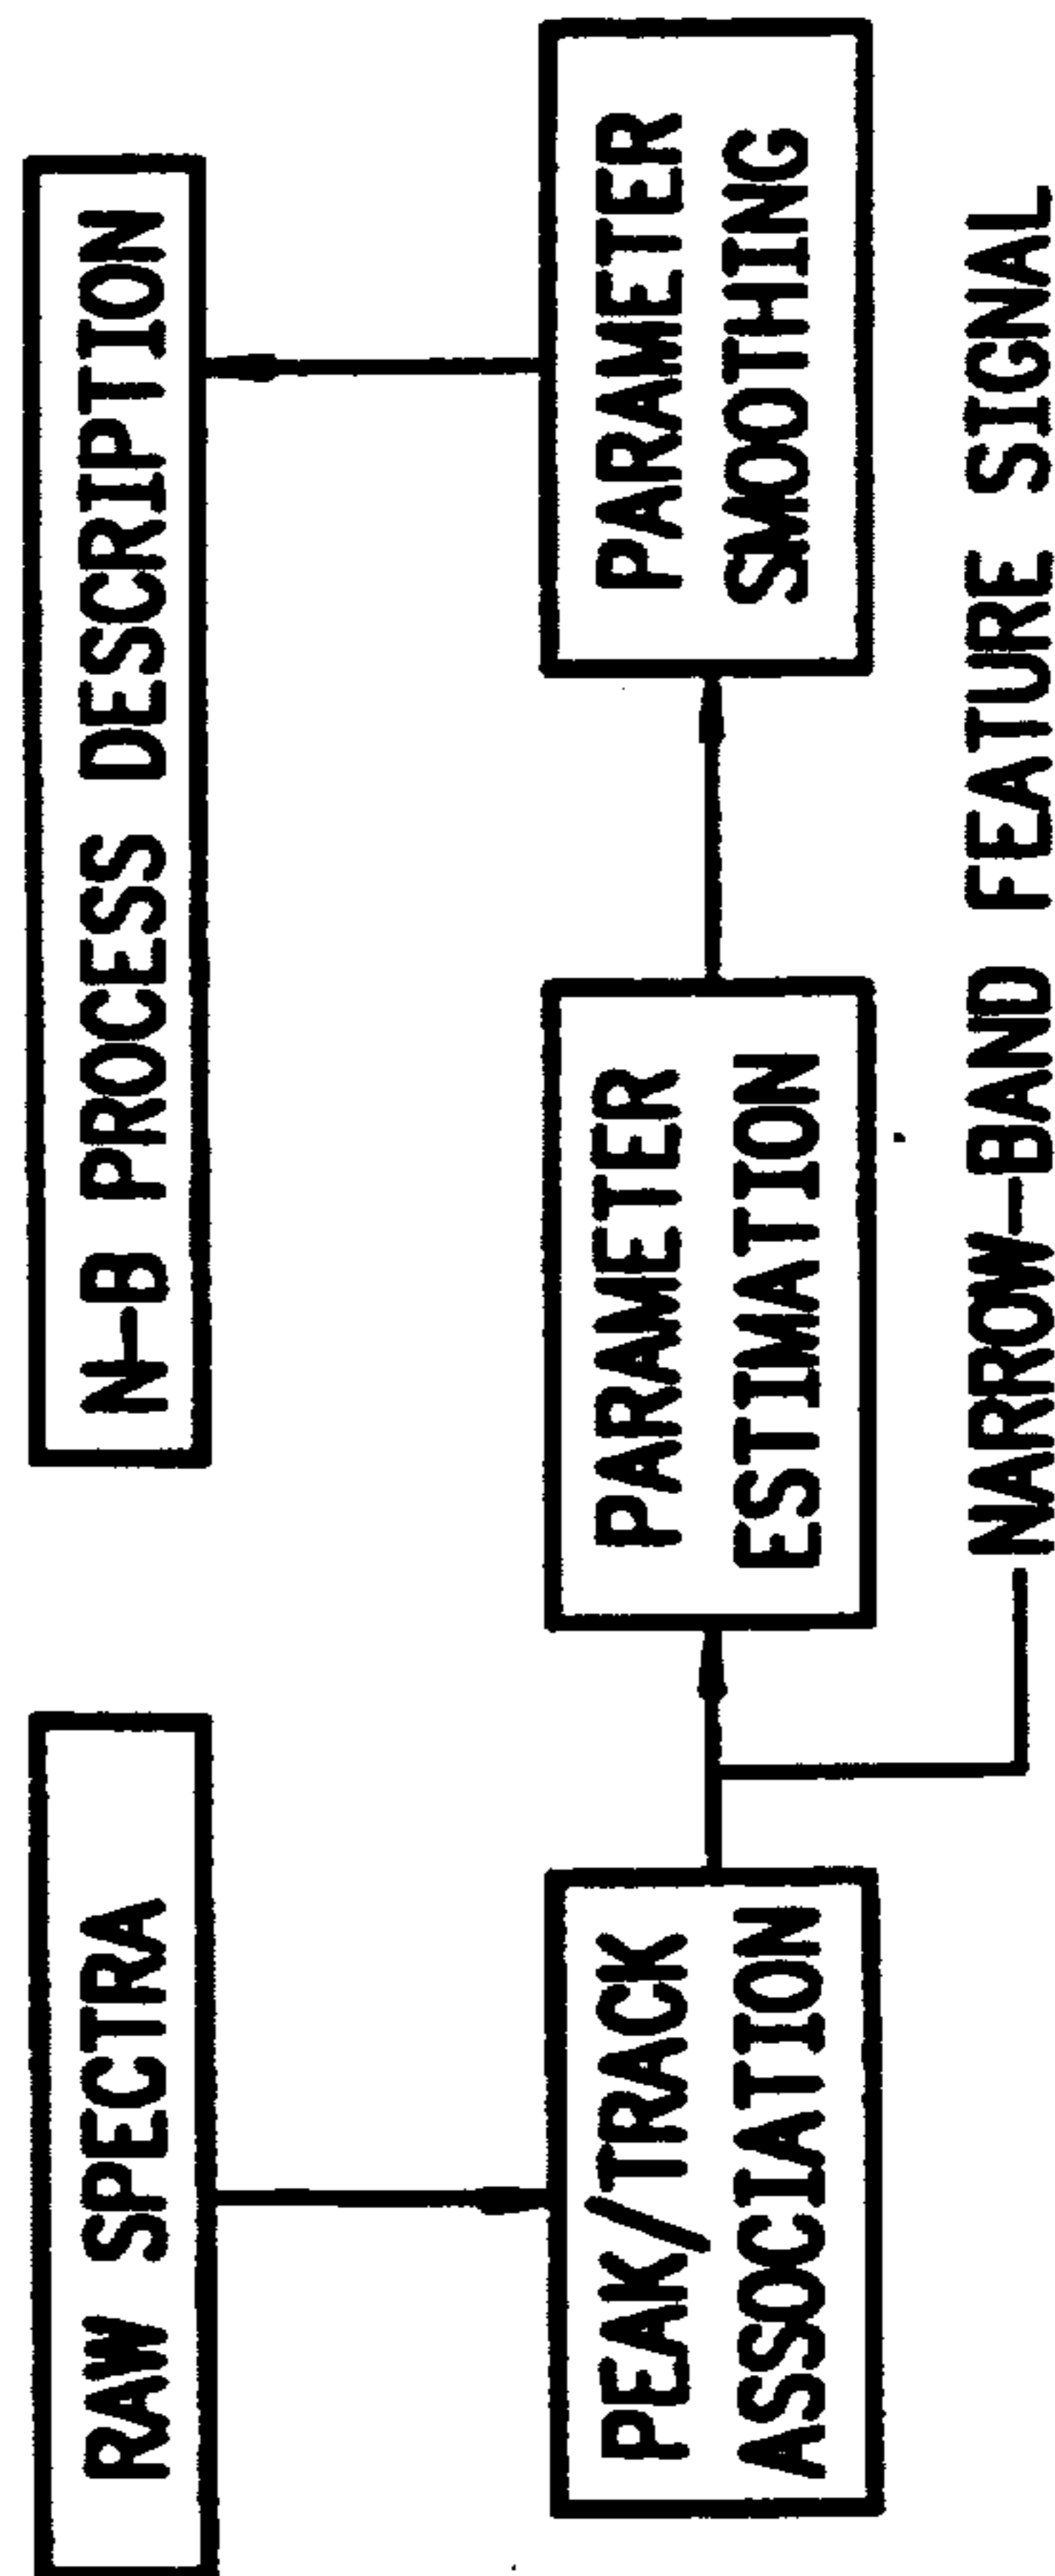 RAW SPECTRA
N-B PROCESS DESCRIPTION
PEAK/TRACK
ASSOCIATION
PARAMETER
ESTIMATION
PARAMETER
SMOOTHING
NARROW-BAND FEATURE SIGNAL